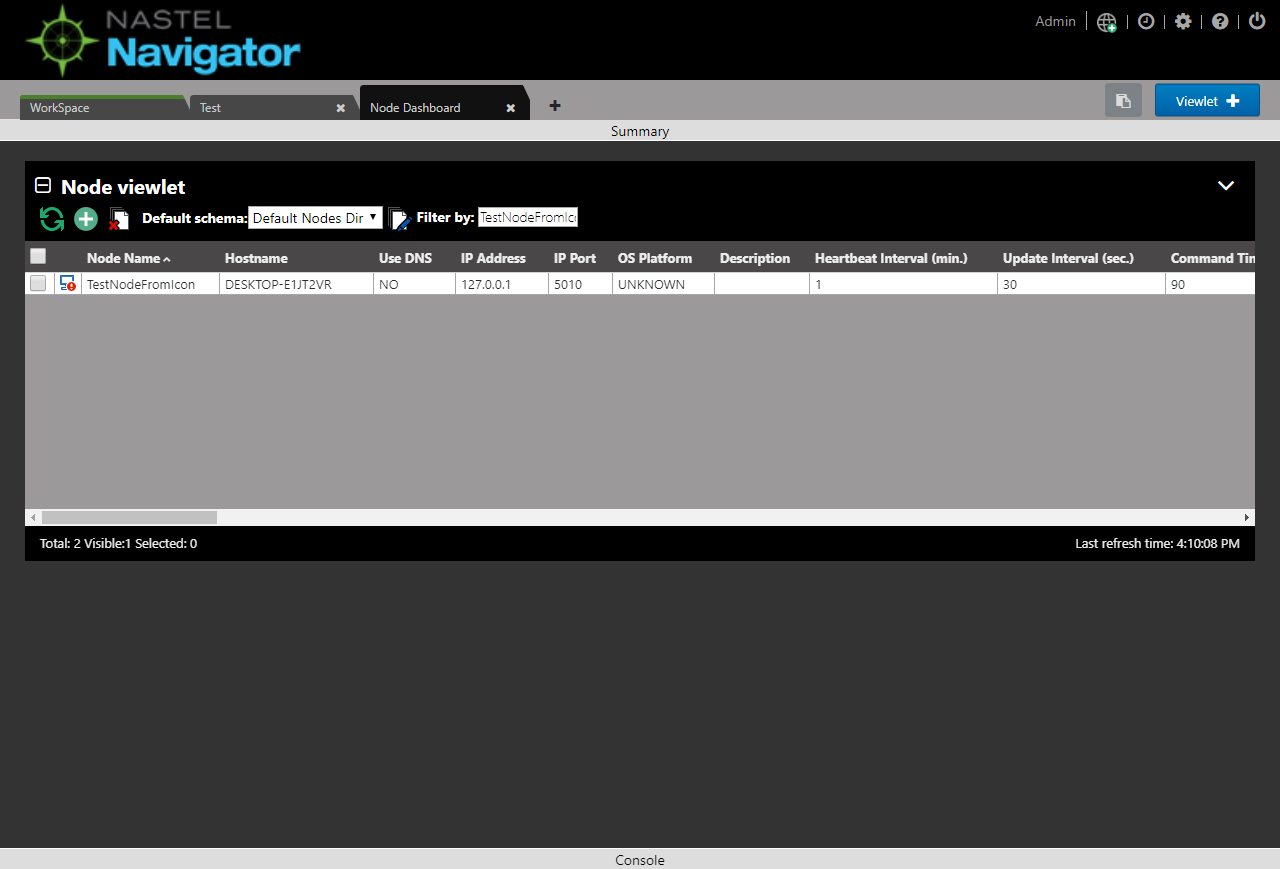 NASTEL
Navigator
Admin
WorkSpace
Test
Node Dashboard
Viewlet
Summary
Node viewlet
Default schema: Default Nodes Dir Filter by: TestNodeFromIc
Node Name Hostname Use DNS IP Address IP Port OS Platform Description Heartbeat Interval (min.) Update Interval (sec.) Command Tim
TestNodeFromIcon DESKTOP-E1JT2VR NO 127.0.0.1 5010 UNKNOWN 1 30 90
Total: 2 Visible:1 Selected: 0
Last refresh time: 4:10:08 PM
Console